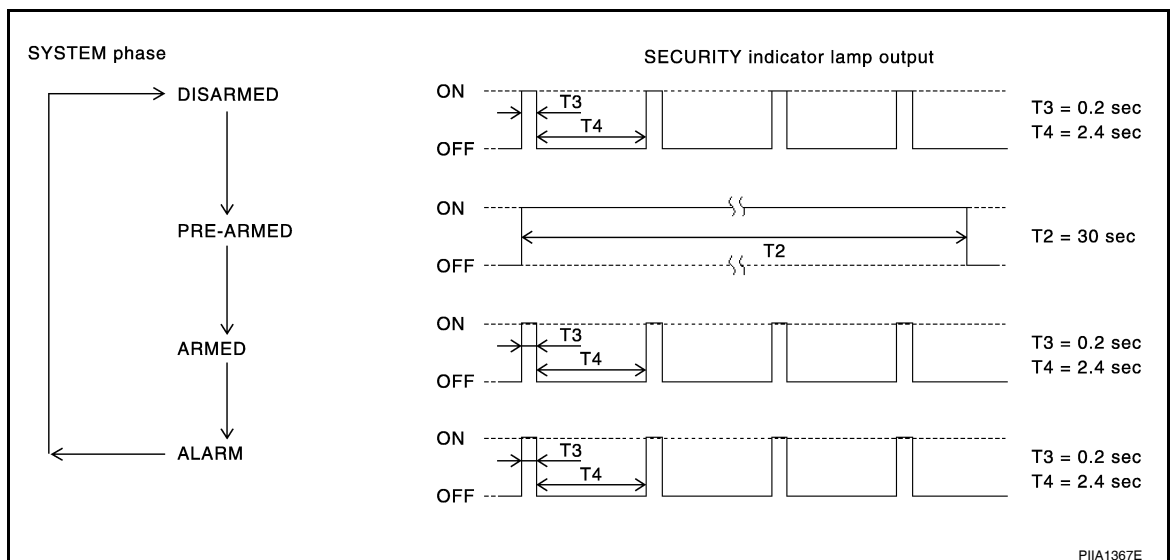 SYSTEM phase
SECURITY indicator lamp output
DISARMED
ON
T3
T4
OFF
T3 = 0.2 sec
T4 = 2.4 sec
PRE-ARMED
ON
T2
OFF
T2 = 30 sec
ARMED
ON
T3
T4
OFF
T3 = 0.2 sec
T4 = 2.4 sec
ALARM
ON
T3
T4
OFF
T3 = 0.2 sec
T4 = 2.4 sec
PIIA1367E